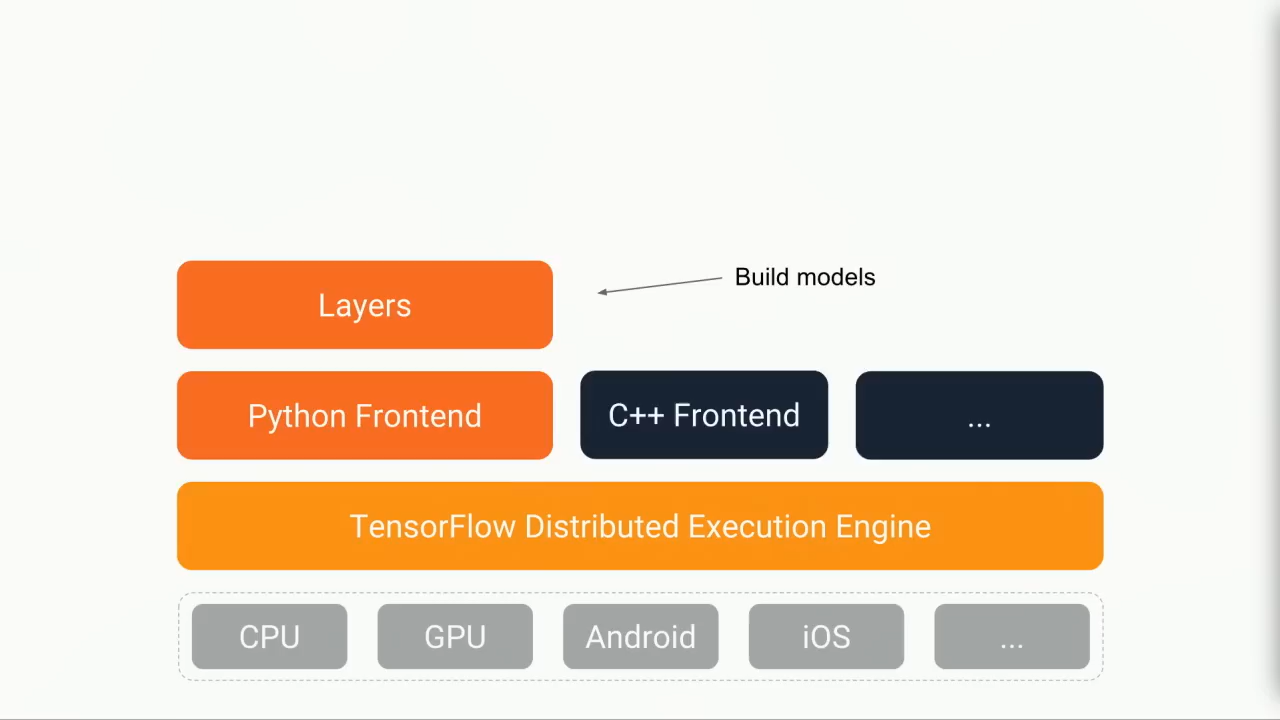 Build models
Layers
Python Frontend
C++ Frontend
...
TensorFlow Distributed Execution Engine
CPU
GPU
Android
iOS
...